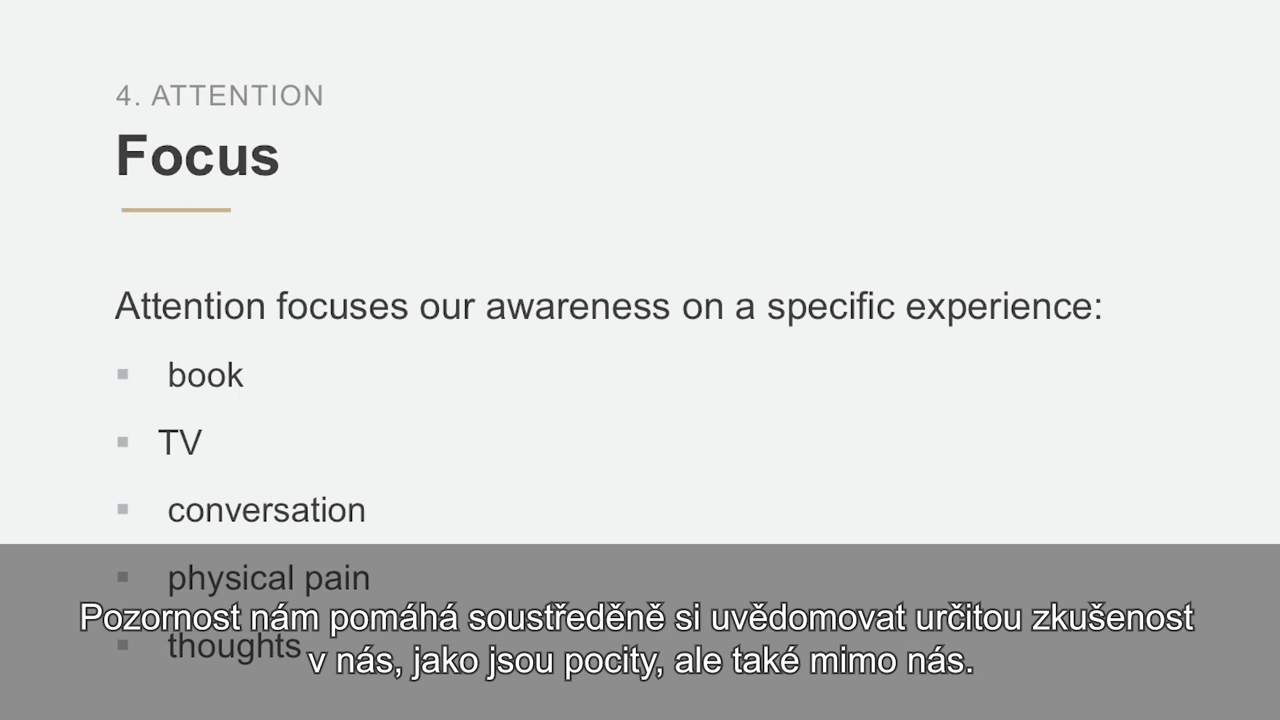 4. ATTENTION
Focus
Attention focuses our awareness on a specific experience:
▪ book
▪ TV
▪ conversation
▪ physical pain
▪ thoughts
Pozornost nám pomáhá soustředěně si uvědomovat určitou zkušenost
v nás, jako jsou pocity, ale také mimo nás.